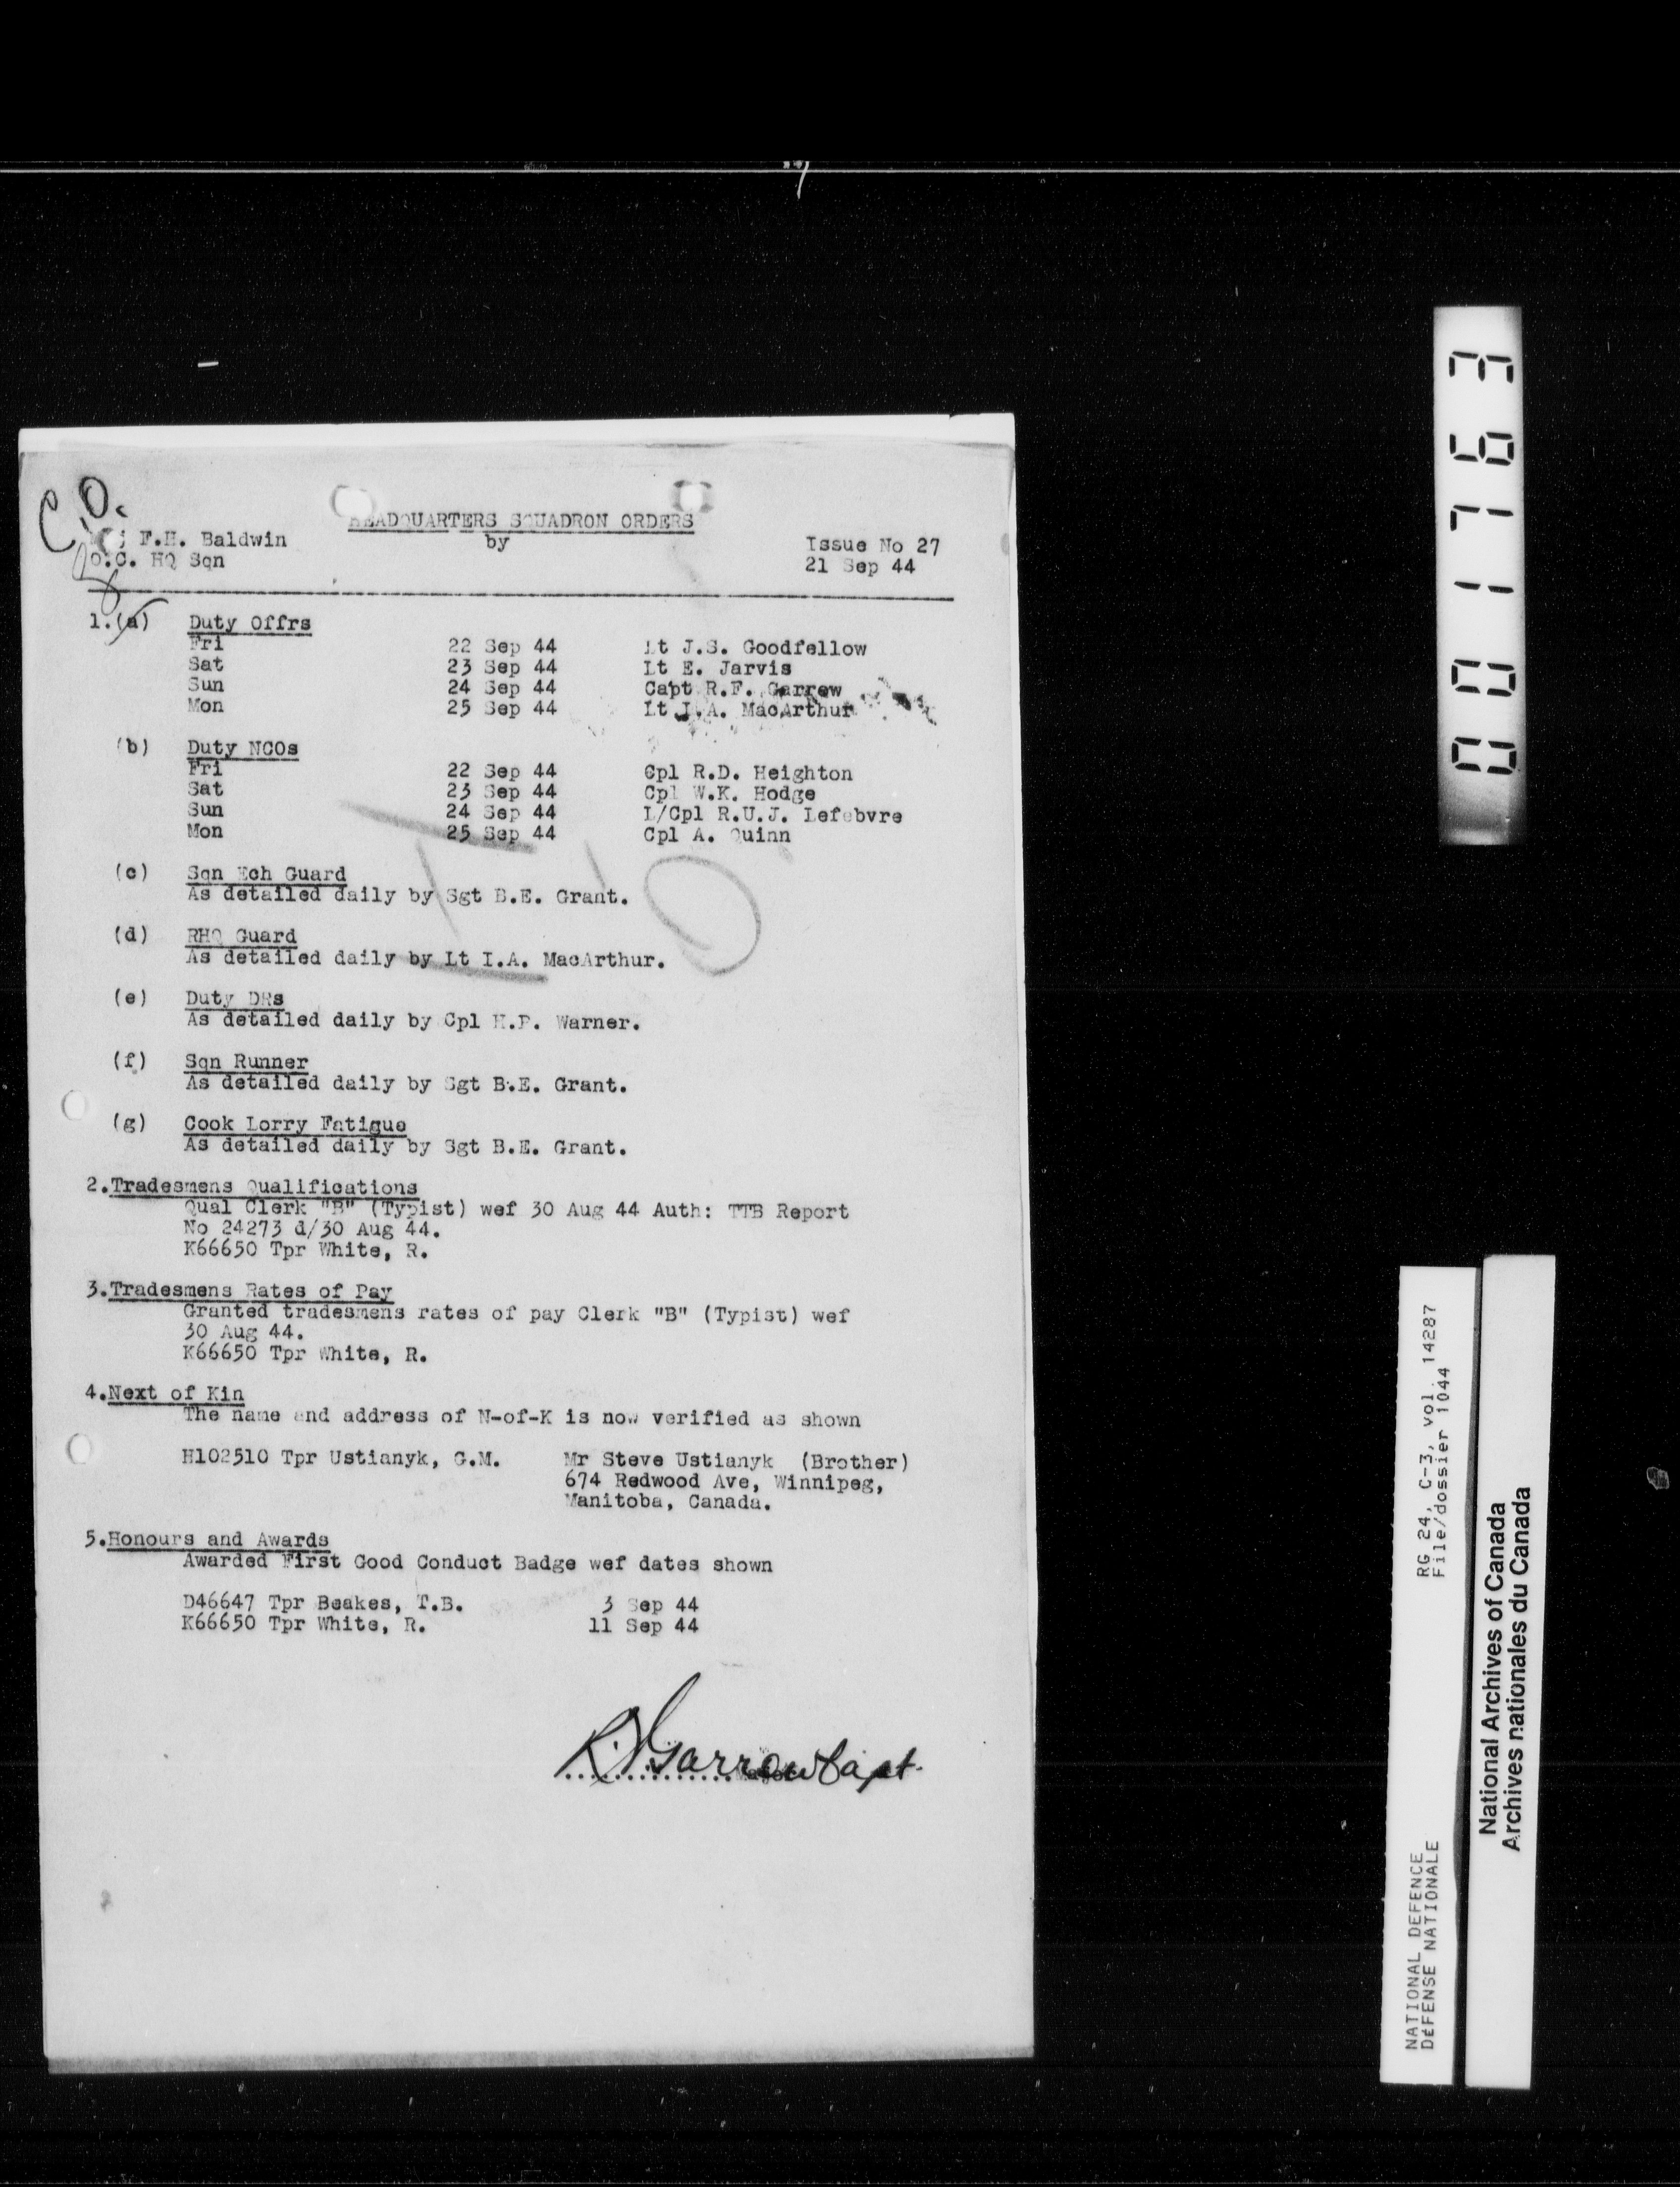 C.O.
HEADQUARTERS SQUADRON ORDERS
by
Maj F.H. Baldwin
O.C. HQ Sqn
Issue No 27
21 Sep 44
1.(a) Duty Offrs
Fri 22 Sep 44 Lt J.S. Goodfellow
Sat 23 Sep 44 Lt E. Jarvis
Sun 24 Sep 44 Capt R.F. Garrow
Mon 25 Sep 44 Lt I.A. MacArthur
(b) Duty NCOs
Fri 22 Sep 44 Cpl R.D. Heighton
Sat 23 Sep 44 Cpl W.K. Hodge
Sun 24 Sep 44 L/Cpl R.U.J. Lefebvre
Mon 25 Sep 44 Cpl A. Quinn
(c) Sqn Ech Guard
As detailed daily by Sgt B.E. Grant.
(d) RHQ Guard
As detailed daily by Lt I.A. MacArthur.
(e) Duty DRs
As detailed daily by Cpl H.P. Warner.
(f) Sqn Runner
As detailed daily by Sgt B.E. Grant.
(g) Cook Lorry Fatigue
As detailed daily by Sgt B.E. Grant.
2.Tradesmens Qualifications
Qual Clerk "B" (Typist) wef 30 Aug 44 Auth: TTB Report
No 24273 d/30 Aug 44.
K66650 Tpr White, R.
3.Tradesmens Rates of Pay
Granted tradesmens rates of pay Clerk "B" (Typist) wef
30 Aug 44.
K66650 Tpr White, R.
4.Next of Kin
The name and address of N-of-K is now verified as shown
H102510 Tpr Ustianyk, G.M. Mr Steve Ustianyk (Brother)
674 Redwood Ave, Winnipeg,
Manitoba, Canada.
5.Honours and Awards
Awarded First Good Conduct Badge wef dates shown
D46647 Tpr Beakes, T.B. 3 Sep 44
K66650 Tpr White, R. 11 Sep 44
R.F. Garrow Capt.
001763
NATIONAL DEFENCE RG 24, C-3, vol. 14287
DÉFENSE NATIONALE File/dossier 1044
National Archives of Canada
Archives nationales du Canada